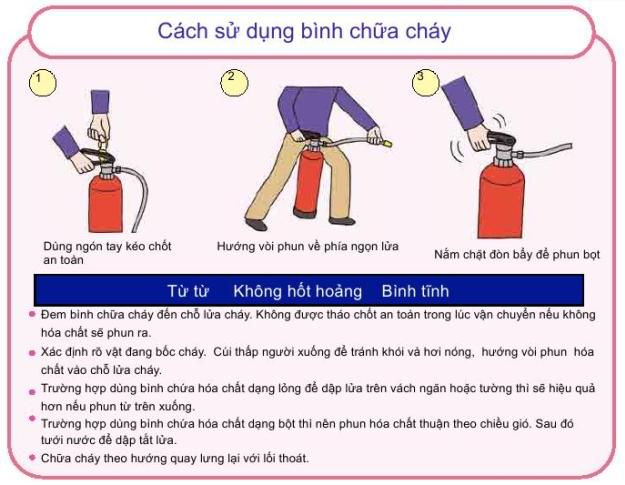 Cách sử dụng bình chữa cháy
1
2
3
Dùng ngón tay kéo chốt
an toàn
Hướng vòi phun về phía ngọn lửa
Nắm chặt đòn bẩy để phun bọt
Từ từ Không hốt hoảng Bình tĩnh
Đem bình chữa cháy đến chỗ lửa cháy. Không được tháo chốt an toàn trong lúc vận chuyển nếu không
hóa chất sẽ phun ra.
Xác định rõ vật đang bốc cháy. Cúi thấp người xuống để tránh khói và hơi nóng, hướng vòi phun hóa
chất vào chỗ lửa cháy.
Trường hợp dùng bình chứa hóa chất dạng lỏng để dập lửa trên vách ngăn hoặc tường thì sẽ hiệu quả
hơn nếu phun từ trên xuống.
Trường hợp dùng bình chứa hóa chất dạng bột thì nên phun hóa chất thuận theo chiều gió. Sau đó
tưới nước để dập tắt lửa.
Chữa cháy theo hướng quay lưng lại với lối thoát.